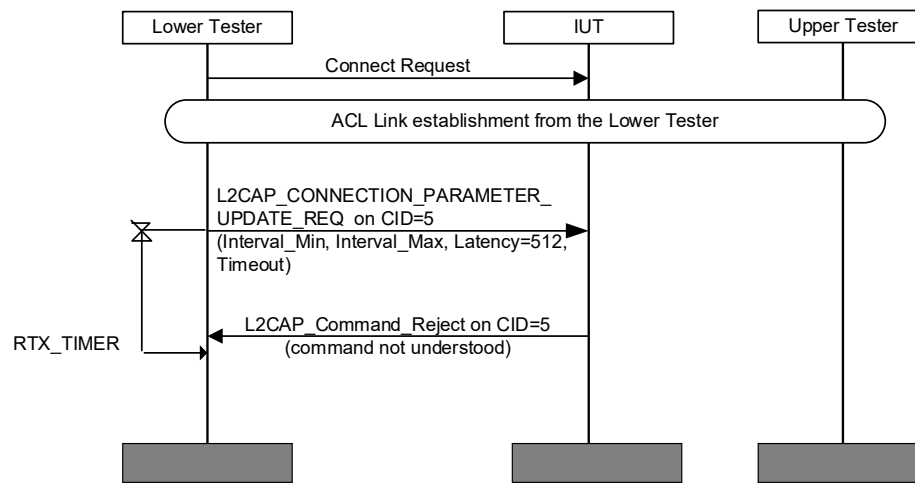 Lower Tester
IUT
Upper Tester
Connect Request
ACL Link establishment from the Lower Tester
L2CAP_CONNECTION_PARAMETER_
UPDATE_REQ on CID=5
(Interval_Min, Interval_Max, Latency=512,
Timeout)
L2CAP_Command_Reject on CID=5
(command not understood)
RTX_TIMER